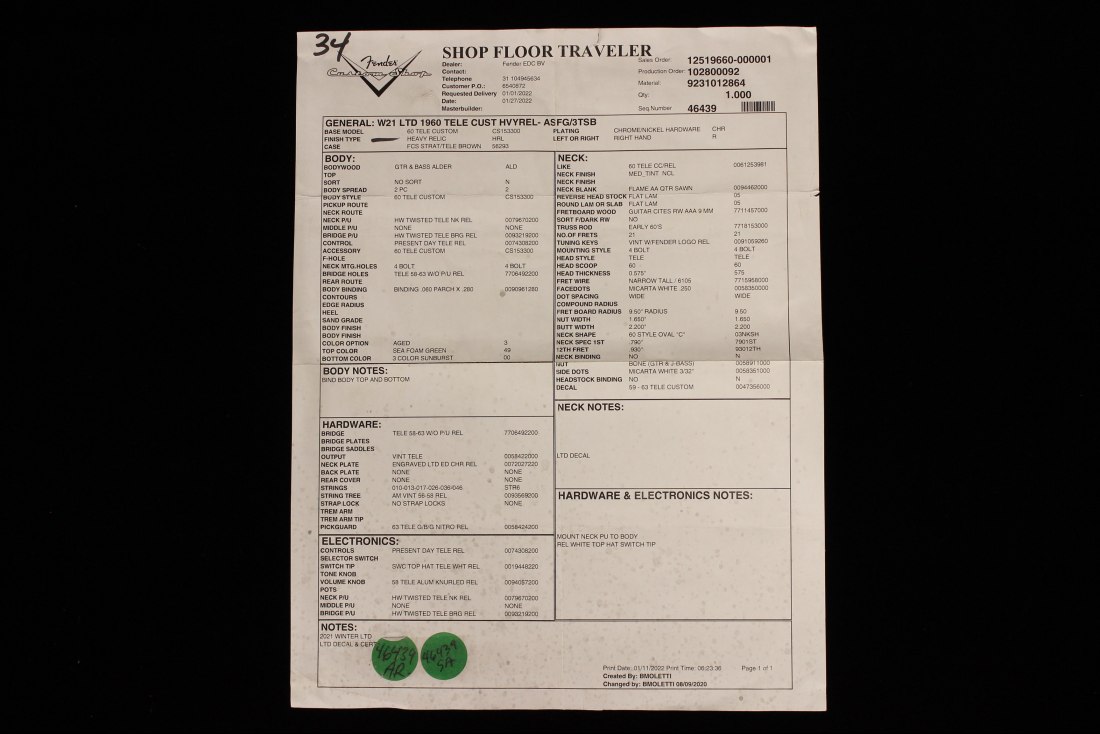 34
Fender
Custom Shop
SHOP FLOOR TRAVELER
Dealer: Fender EDC BV
Contact:
Telephone 31 104945634
Customer P.O.: 6540872
Requested Delivery 01/01/2022
Date: 01/27/2022
Masterbuilder:
Sales Order 12519660-000001
Production Order: 102800092
Material: 9231012864
Qty: 1.000
Seq Number 46439
GENERAL: W21 LTD 1960 TELE CUST HVYREL- ASFG/3TSB
BASE MODEL 60 TELE CUSTOM CS153300 PLATING CHROME/NICKEL HARDWARE CHR
FINISH TYPE HEAVY RELIC HRL LEFT OR RIGHT RIGHT HAND R
CASE FCS STRAT/TELE BROWN 56293
BODY:
BODYWOOD GTR & BASS ALDER ALD
TOP
SORT NO SORT N
BODY SPREAD 2 PC 2
BODY STYLE 60 TELE CUSTOM CS153300
PICKUP ROUTE
NECK ROUTE
NECK P/U HW TWISTED TELE NK REL 0079670200
MIDDLE P/U NONE NONE
BRIDGE P/U HW TWISTED TELE BRG REL 0093219200
CONTROL PRESENT DAY TELE REL 0074308200
ACCESSORY 60 TELE CUSTOM CS153300
F-HOLE
NECK MTG.HOLES 4 BOLT 4 BOLT
BRIDGE HOLES TELE 58-63 W/O P/U REL 7706492200
REAR ROUTE
BODY BINDING BINDING .060 PARCH X .260 0090961280
CONTOURS
EDGE RADIUS
HEEL
SAND GRADE
BODY FINISH
BODY FINISH
COLOR OPTION AGED 3
TOP COLOR SEA FOAM GREEN 49
BOTTOM COLOR 3 COLOR SUNBURST 00
BODY NOTES:
BIND BODY TOP AND BOTTOM
HARDWARE:
BRIDGE TELE 58-63 W/O P/U REL 7706492200
BRIDGE PLATES
BRIDGE SADDLES
OUTPUT VINT TELE 0058422000
NECK PLATE ENGRAVED LTD ED CHR REL 0072027220
BACK PLATE NONE NONE
REAR COVER NONE NONE
STRINGS 010-013-017-026-036/046 STR6
STRING TREE AM VINT 56-58 REL 0093569200
STRAP LOCK NO STRAP LOCKS NONE
TREM ARM
TREM ARM TIP
PICKGUARD 63 TELE G/B/G NITRO REL 0058424200
ELECTRONICS:
CONTROLS PRESENT DAY TELE REL 0074308200
SELECTOR SWITCH
SWITCH TIP SWC TOP HAT TELE WHT REL 0019448220
TONE KNOB
VOLUME KNOB 58 TELE ALUM KNURLED REL 0094057200
POTS
NECK P/U HW TWISTED TELE NK REL 0079670200
MIDDLE P/U NONE NONE
BRIDGE P/U HW TWISTED TELE BRG REL 0093219200
NECK:
LIKE 60 TELE CC/REL 0061253961
NECK FINISH MED_TINT NCL
NECK FINISH
NECK BLANK FLAME AA QTR SAWN 0094462000
REVERSE HEAD STOCK FLAT LAM 05
ROUND LAM OR SLAB FLAT LAM 05
FRETBOARD WOOD GUITAR CITES RW AAA 9 MM 7711457000
SORT F/DARK RW NO
TRUSS ROD EARLY 60'S 7718153000
NO.OF FRETS 21 21
TUNING KEYS VINT W/FENDER LOGO REL 0091059260
MOUNTING STYLE 4 BOLT 4 BOLT
HEAD STYLE TELE TELE
HEAD SCOOP 60 60
HEAD THICKNESS 0.575" 575
FRET WIRE NARROW TALL / 6105 7715958000
FACEDOTS MICARTA WHITE .250 0058350000
DOT SPACING WIDE WIDE
COMPOUND RADIUS
FRET BOARD RADIUS 9.50" RADIUS 9.50
NUT WIDTH 1.650" 1.650
BUTT WIDTH 2.200" 2.200
NECK SHAPE 60 STYLE OVAL "C" 03NKSH
NECK SPEC 1ST .790" 7901ST
12TH FRET .930" 93012TH
NECK BINDING NO N
NUT BONE (GTR & J-BASS) 0058911000
SIDE DOTS MICARTA WHITE 3/32" 0058351000
HEADSTOCK BINDING NO N
DECAL 59 - 63 TELE CUSTOM 0047356000
NECK NOTES:
LTD DECAL
HARDWARE & ELECTRONICS NOTES:
MOUNT NECK PU TO BODY
REL WHITE TOP HAT SWITCH TIP
NOTES:
2021 WINTER LTD
LTD DECAL & CERT
46439
AR
46439
SA
Print Date: 01/11/2022 Print Time: 06:23:36 Page 1 of 1
Created By: BMOLETTI
Changed by: BMOLETTI 08/09/2020